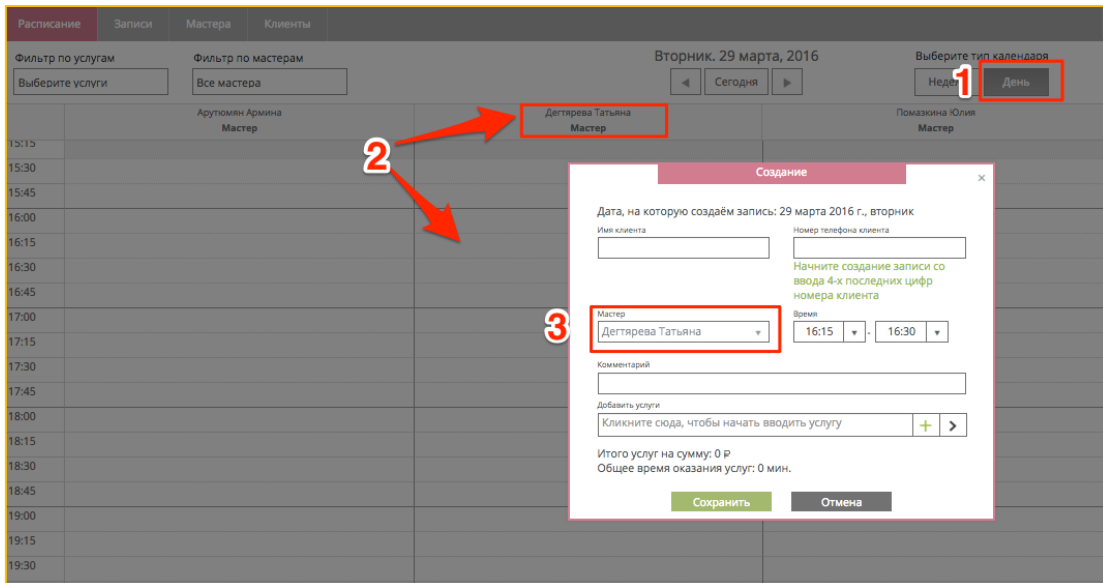 Расписание Записи Мастера Клиенты
Фильтр по услугам Фильтр по мастерам Вторник. 29 марта, 2016 Выберите тип календаря
Выберите услуги Все мастера Сегодня Недел 1 День
Арутюмян Армина Дегтярева Татьяна Помазкина Юлия
Мастер Мастер Мастер
2
15:15
15:30
15:45
16:00
16:15
16:30
16:45
17:00
17:15
17:30
17:45
18:00
18:15
18:30
18:45
19:00
19:15
19:30
Создание ×
Дата, на которую создаём запись: 29 марта 2016 г., вторник
Имя клиента Номер телефона клиента
Начните создание записи со
ввода 4-х последних цифр
номера клиента
3
Мастер Время
Дегтярева Татьяна 16:15 - 16:30
Комментарий
Добавить услуги
Кликните сюда, чтобы начать вводить услугу + >
Итого услуг на сумму: 0 ₽
Общее время оказания услуг: 0 мин.
Сохранить Отмена